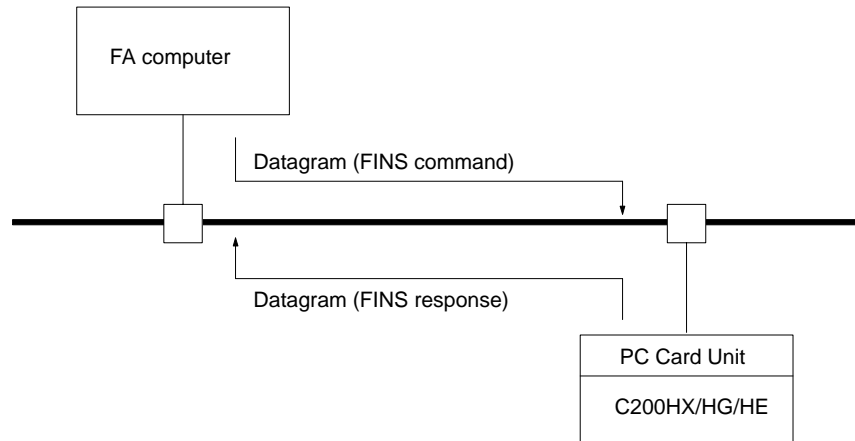 FA computer
Datagram (FINS command)
Datagram (FINS response)
PC Card Unit
C200HX/HG/HE